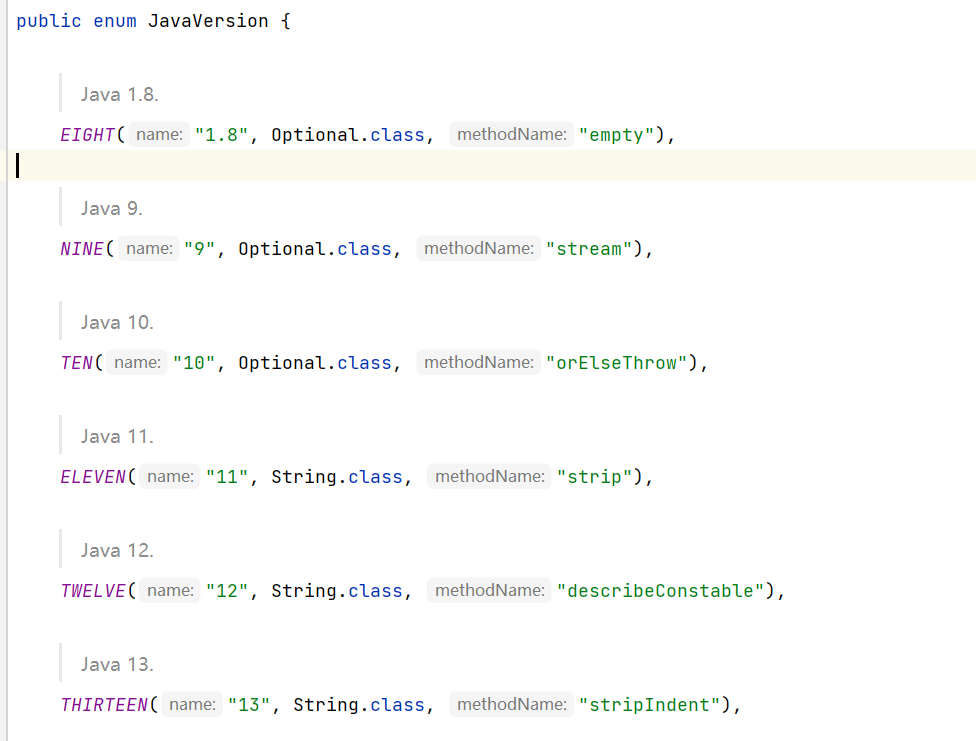 public enum JavaVersion {
Java 1.8.
EIGHT( name: "1.8", Optional.class, methodName: "empty"),
Java 9.
NINE( name: "9", Optional.class, methodName: "stream"),
Java 10.
TEN( name: "10", Optional.class, methodName: "orElseThrow"),
Java 11.
ELEVEN( name: "11", String.class, methodName: "strip"),
Java 12.
TWELVE( name: "12", String.class, methodName: "describeConstable"),
Java 13.
THIRTEEN( name: "13", String.class, methodName: "stripIndent"),